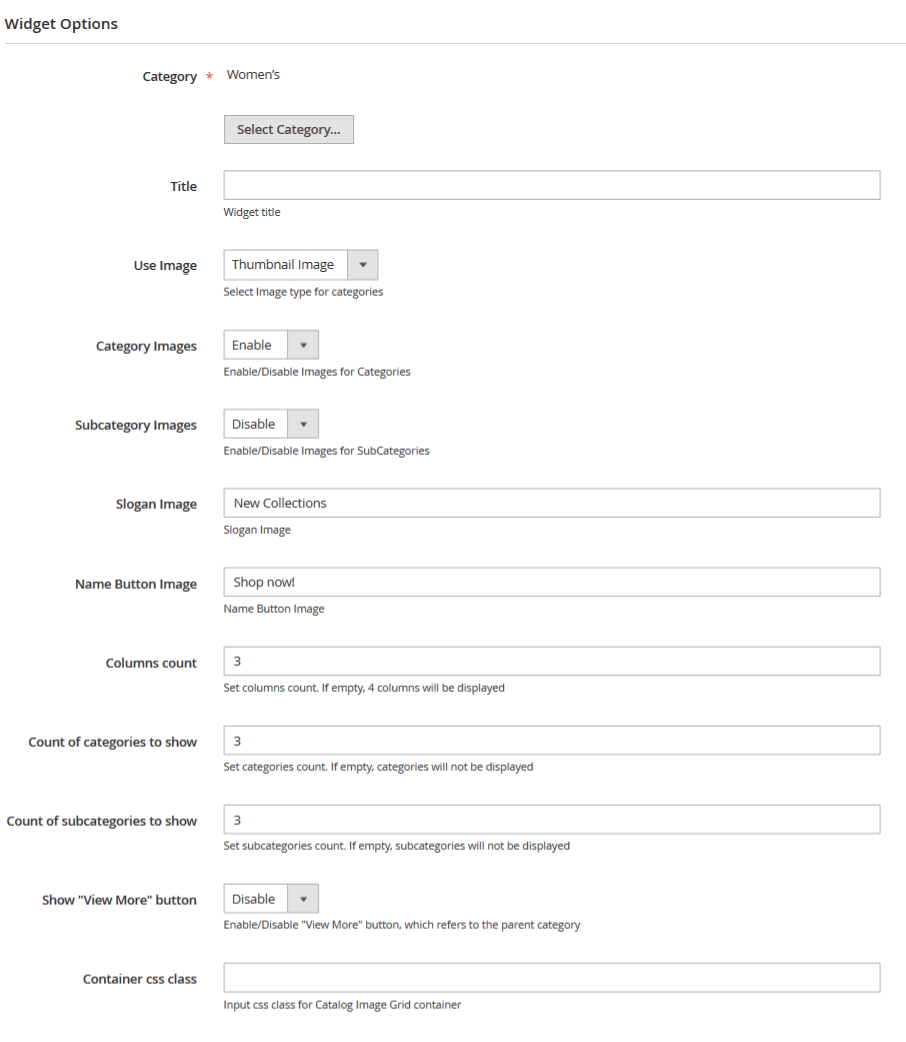 Widget Options
Category * Women's
Select Category...
Title
Widget title
Use Image Thumbnail Image
Select Image type for categories
Category Images Enable
Enable/Disable Images for Categories
Subcategory Images Disable
Enable/Disable Images for SubCategories
Slogan Image New Collections
Slogan Image
Name Button Image Shop now!
Name Button Image
Columns count 3
Set columns count. If empty, 4 columns will be displayed
Count of categories to show 3
Set categories count. If empty, categories will not be displayed
Count of subcategories to show 3
Set subcategories count. If empty, subcategories will not be displayed
Show "View More" button Disable
Enable/Disable "View More" button, which refers to the parent category
Container css class
Input css class for Catalog Image Grid container